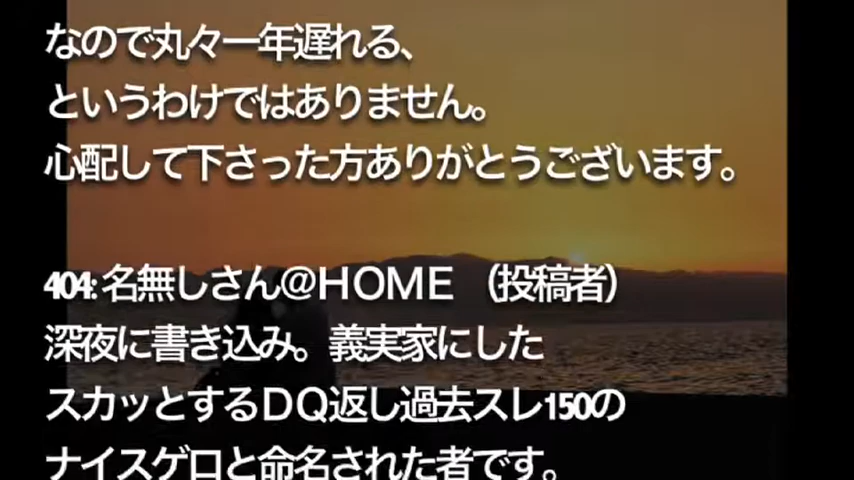 なので丸々一年遅れる、
というわけではありません。
心配して下さった方ありがとうございます。
404:名無しさん@HOME （投稿者）
深夜に書き込み。義実家にした
スカッとするDQ返し過去スレ150の
ナイスゲロと命名された者です。